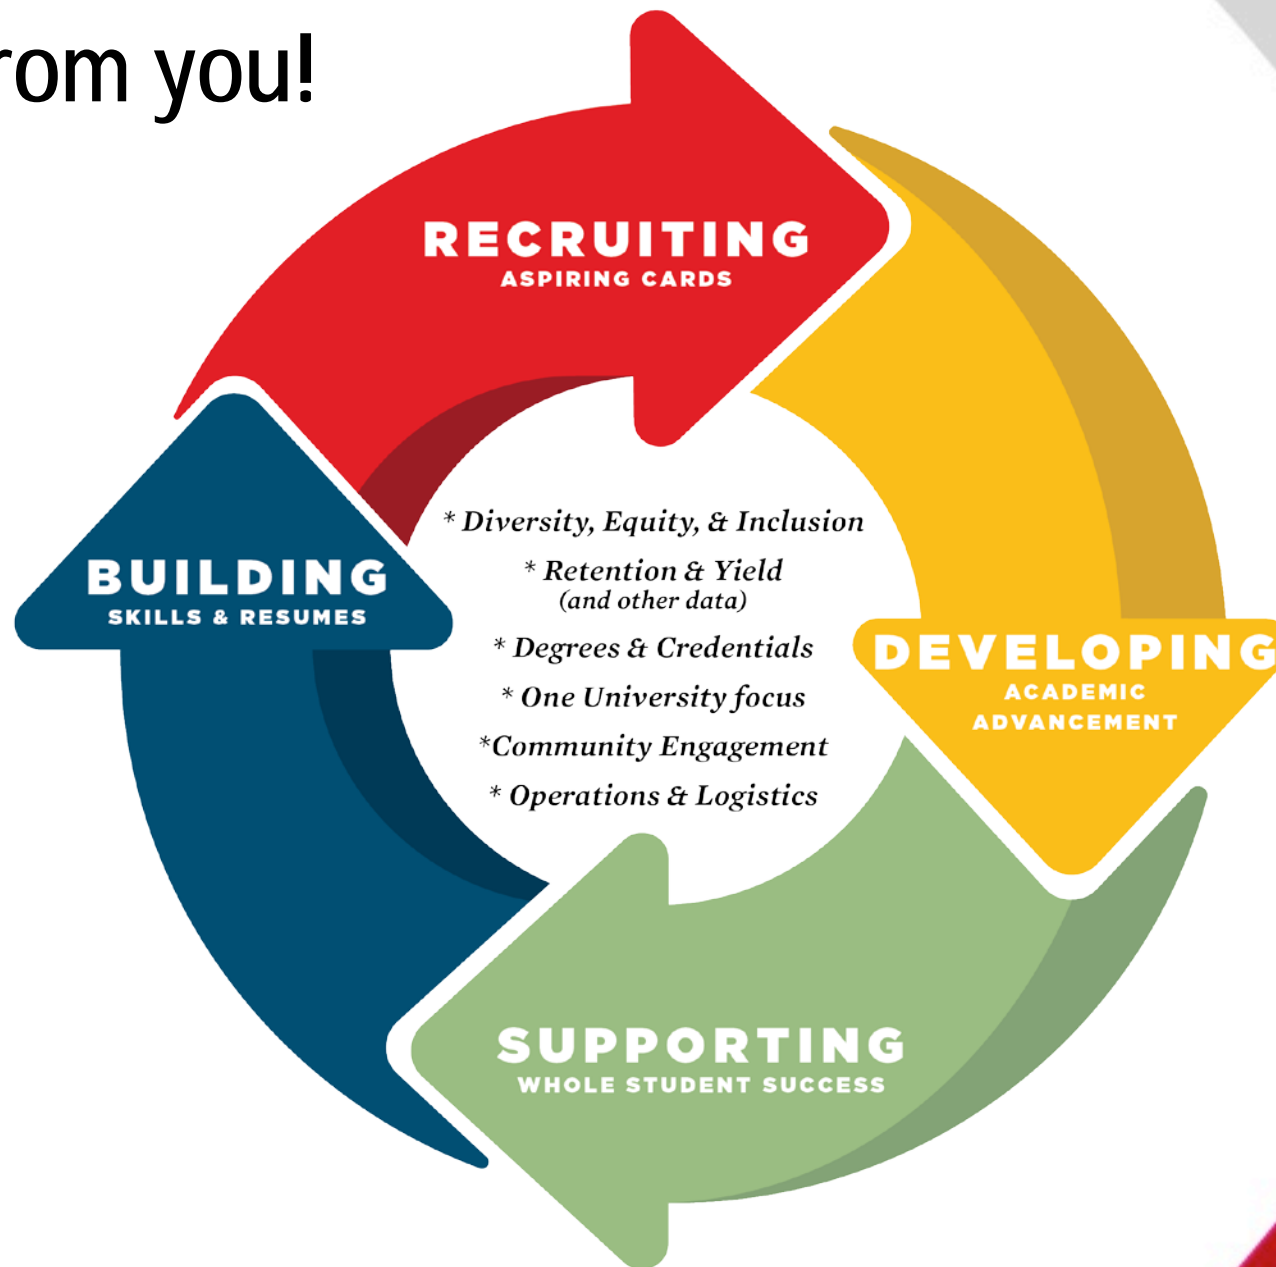 rom you!
RECRUITING
ASPIRING CARDS
* Diversity, Equity, & Inclusion
* Retention & Yield
(and other data)
* Degrees & Credentials
* One University focus
*Community Engagement
* Operations & Logistics
BUILDING
SKILLS & RESUMES
DEVELOPING
ACADEMIC
ADVANCEMENT
SUPPORTING
WHOLE STUDENT SUCCESS